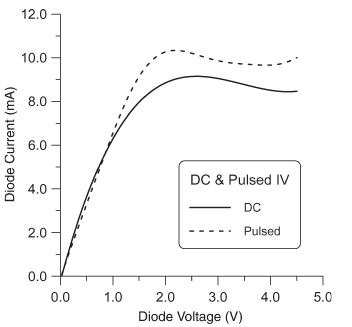 12.0
10.0
8.0
6.0
4.0
2.0
0.0
Diode Current (mA)
DC & Pulsed IV
DC
Pulsed
0.0 1.0 2.0 3.0 4.0 5.0
Diode Voltage (V)